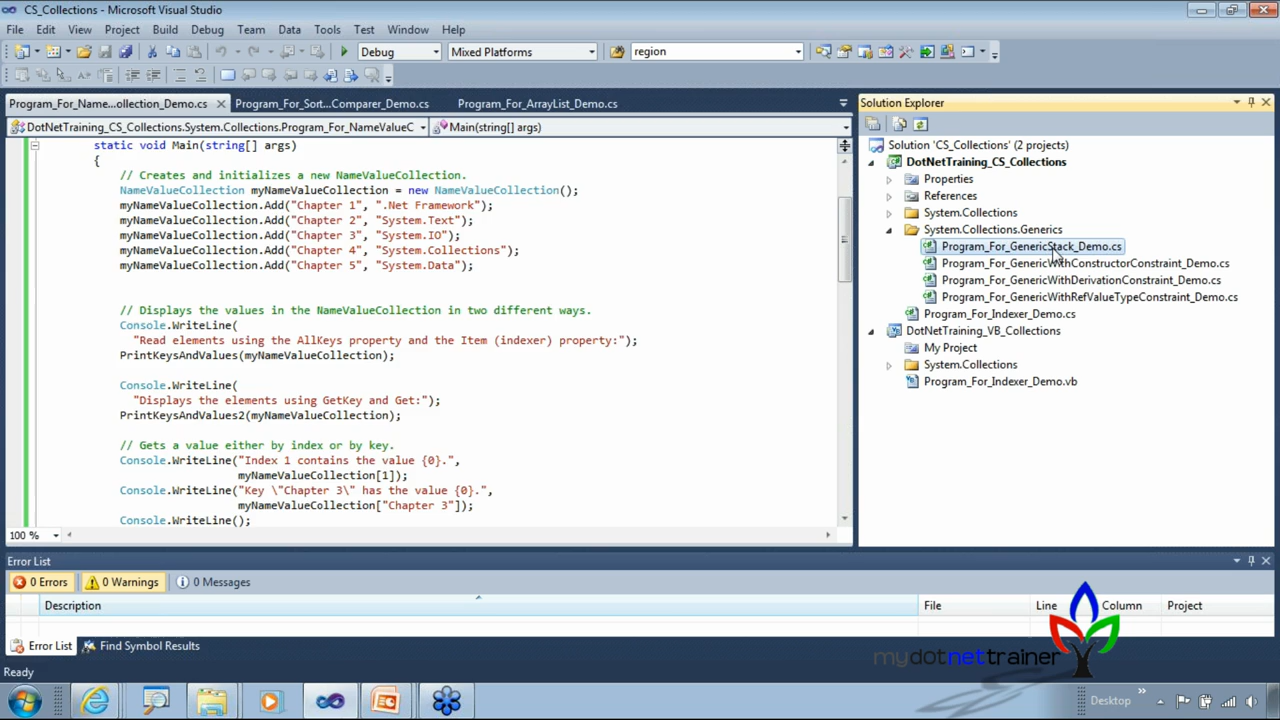 CS_Collections - Microsoft Visual Studio
File Edit View Project Build Debug Team Data Tools Test Window Help
Debug Mixed Platforms region
Program_For_Name...ollection_Demo.cs Program_For_Sort...Comparer_Demo.cs Program_For_ArrayList_Demo.cs
DotNetTraining_CS_Collections.System.Collections.Program_For_NameValueC Main(string[] args)
static void Main(string[] args)
{
// Creates and initializes a new NameValueCollection.
NameValueCollection myNameValueCollection = new NameValueCollection();
myNameValueCollection.Add("Chapter 1", ".Net Framework");
myNameValueCollection.Add("Chapter 2", "System.Text");
myNameValueCollection.Add("Chapter 3", "System.IO");
myNameValueCollection.Add("Chapter 4", "System.Collections");
myNameValueCollection.Add("Chapter 5", "System.Data");
// Displays the values in the NameValueCollection in two different ways.
Console.WriteLine(
"Read elements using the AllKeys property and the Item (indexer) property:");
PrintKeysAndValues(myNameValueCollection);
Console.WriteLine(
"Displays the elements using GetKey and Get:");
PrintKeysAndValues2(myNameValueCollection);
// Gets a value either by index or by key.
Console.WriteLine("Index 1 contains the value {0}.",
myNameValueCollection[1]);
Console.WriteLine("Key \"Chapter 3\" has the value {0}.",
myNameValueCollection["Chapter 3"]);
Console.WriteLine();
100 %
Solution Explorer
Solution 'CS_Collections' (2 projects)
DotNetTraining_CS_Collections
Properties
References
System.Collections
System.Collections.Generics
Program_For_GenericStack_Demo.cs
Program_For_GenericWithConstructorConstraint_Demo.cs
Program_For_GenericWithDerivationConstraint_Demo.cs
Program_For_GenericWithRefValueTypeConstraint_Demo.cs
Program_For_Indexer_Demo.cs
DotNetTraining_VB_Collections
My Project
System.Collections
Program_For_Indexer_Demo.vb
Error List
0 Errors 0 Warnings 0 Messages
Description File Line Column Project
Error List Find Symbol Results
mydotnettrainer
Ready
Desktop